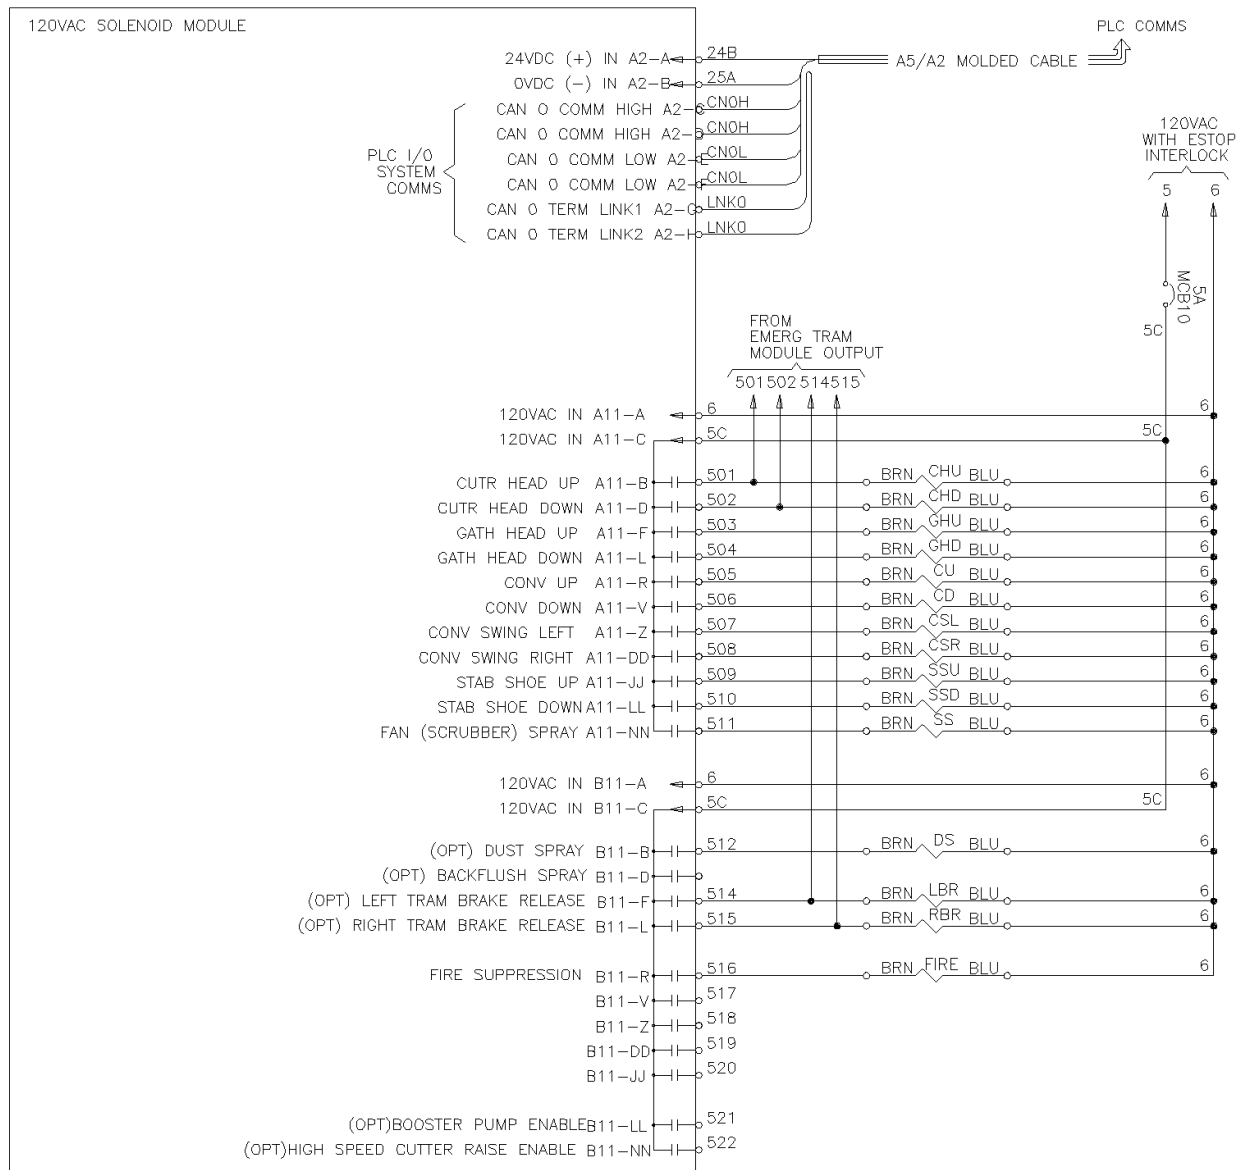 120VAC SOLENOID MODULE
PLC COMMS
24VDC (+) IN A2-A 24B
A5/A2 MOLDED CABLE
0VDC (-) IN A2-B 25A
CAN 0 COMM HIGH A2-C CN0H
CAN 0 COMM HIGH A2-D CN0H
CAN 0 COMM LOW A2-E CN0L
CAN 0 COMM LOW A2-F CN0L
CAN 0 TERM LINK1 A2-G LNK0
CAN 0 TERM LINK2 A2-H LNK0
PLC I/O
SYSTEM
COMMS
120VAC
WITH ESTOP
INTERLOCK
5 6
5A
MCB10
5C
FROM
EMERG TRAM
MODULE OUTPUT
501 502 514 515
120VAC IN A11-A 6 6
120VAC IN A11-C 5C 5C
CUTR HEAD UP A11-B 501 BRN CHU BLU 6
CUTR HEAD DOWN A11-D 502 BRN CHD BLU 6
GATH HEAD UP A11-F 503 BRN GHU BLU 6
GATH HEAD DOWN A11-L 504 BRN GHD BLU 6
CONV UP A11-R 505 BRN CU BLU 6
CONV DOWN A11-V 506 BRN CD BLU 6
CONV SWING LEFT A11-Z 507 BRN CSL BLU 6
CONV SWING RIGHT A11-DD 508 BRN CSR BLU 6
STAB SHOE UP A11-JJ 509 BRN SSU BLU 6
STAB SHOE DOWN A11-LL 510 BRN SSD BLU 6
FAN (SCRUBBER) SPRAY A11-NN 511 BRN SS BLU 6
120VAC IN B11-A 6 6
120VAC IN B11-C 5C 5C
(OPT) DUST SPRAY B11-B 512 BRN DS BLU 6
(OPT) BACKFLUSH SPRAY B11-D
(OPT) LEFT TRAM BRAKE RELEASE B11-F 514 BRN LBR BLU 6
(OPT) RIGHT TRAM BRAKE RELEASE B11-L 515 BRN RBR BLU 6
FIRE SUPPRESSION B11-R 516 BRN FIRE BLU 6
B11-V 517
B11-Z 518
B11-DD 519
B11-JJ 520
(OPT)BOOSTER PUMP ENABLE B11-LL 521
(OPT)HIGH SPEED CUTTER RAISE ENABLE B11-NN 522